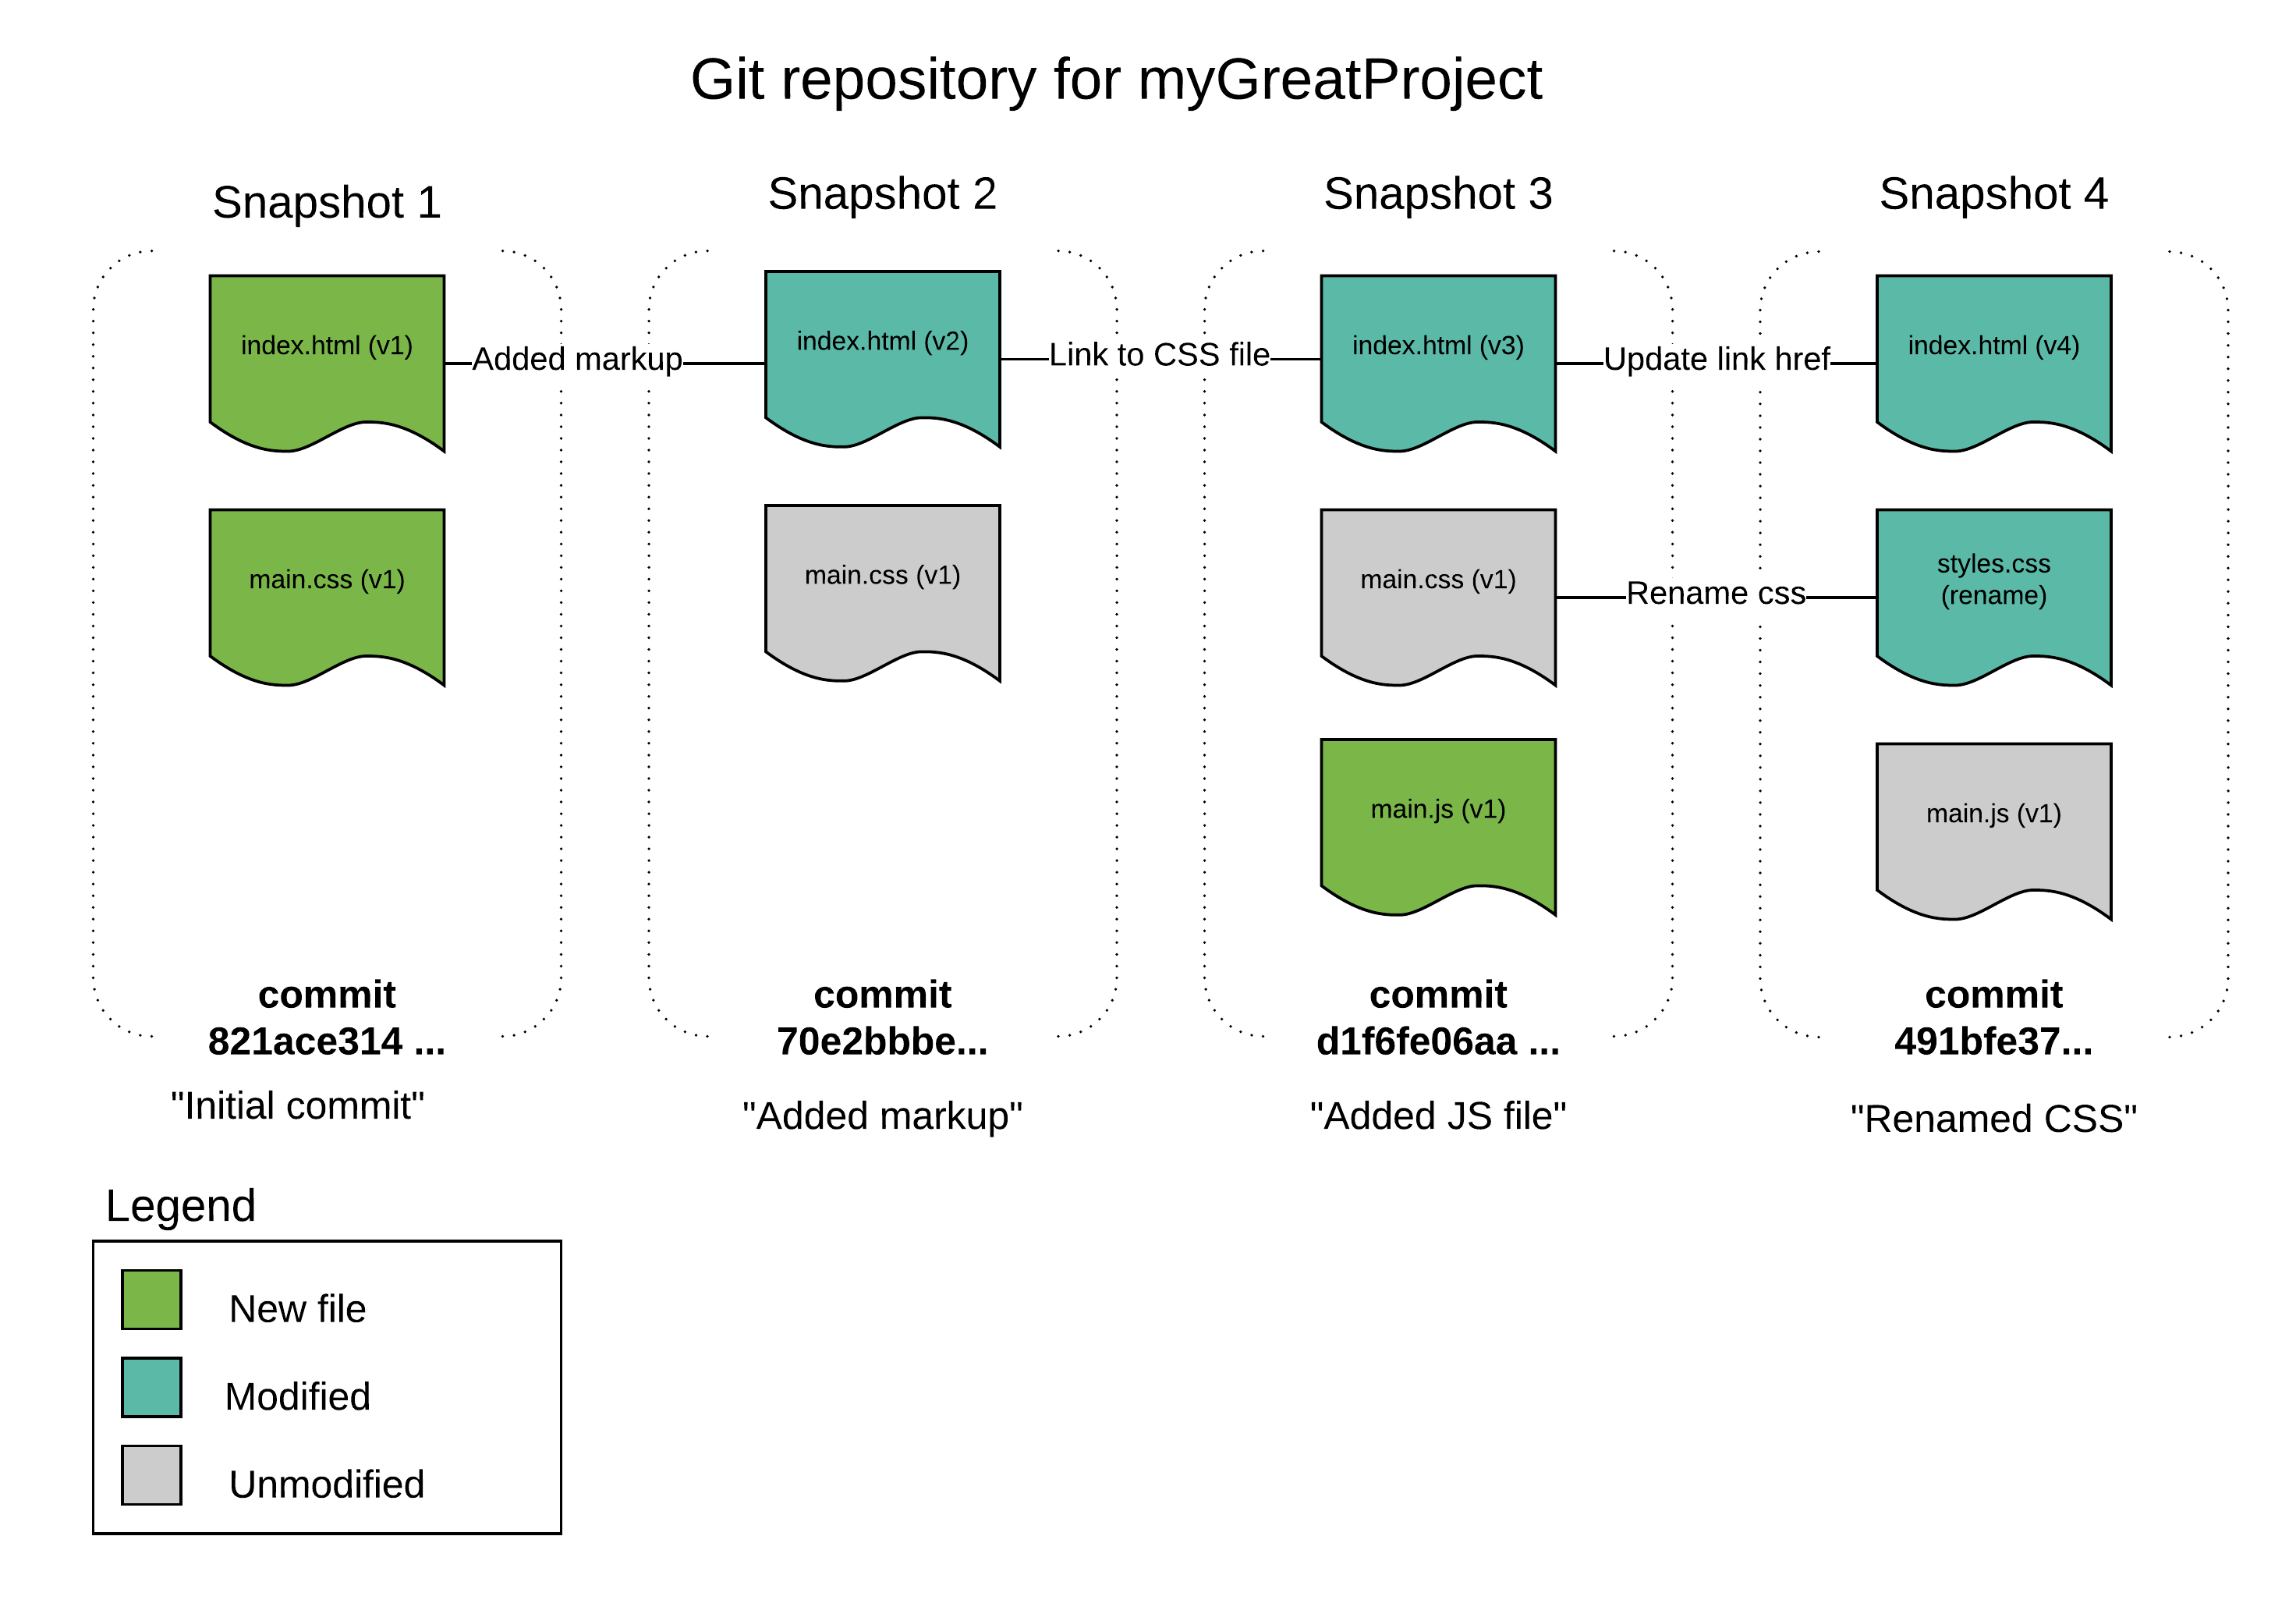 Git repository for myGreatProject
Snapshot 1
Snapshot 2
Snapshot 3
Snapshot 4
index.html (v1)
Added markup
index.html (v2)
Link to CSS file
index.html (v3)
Update link href
index.html (v4)
main.css (v1)
main.css (v1)
main.css (v1)
Rename css
styles.css
(rename)
main.js (v1)
main.js (v1)
commit
821ace314 ...
"Initial commit"
commit
70e2bbbe...
"Added markup"
commit
d1f6fe06aa ...
"Added JS file"
commit
491bfe37...
"Renamed CSS"
Legend
New file
Modified
Unmodified